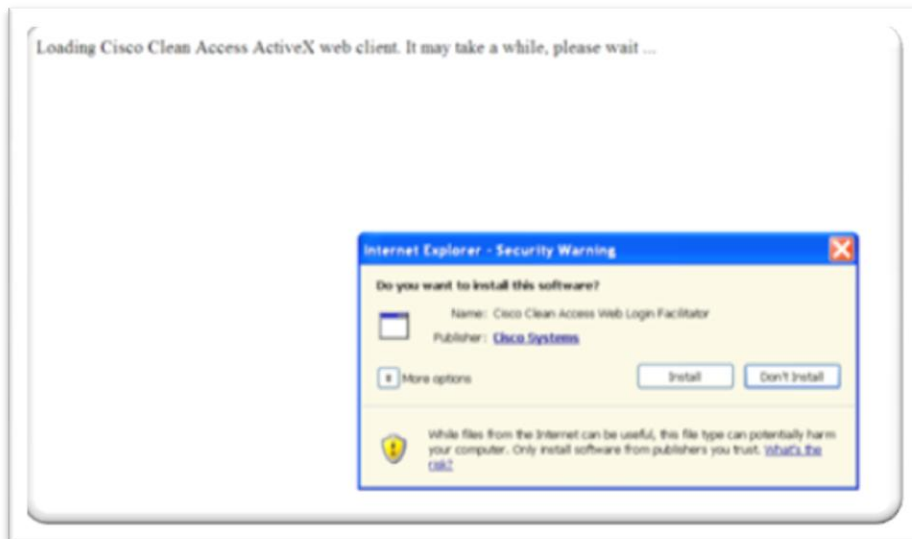 Loading Cisco Clean Access ActiveX web client. It may take a while, please wait ...
Internet Explorer - Security Warning
Do you want to install this software?
Name: Cisco Clean Access Web Login Facilitator
Publisher: Cisco Systems
More options
Install
Don't Install
While files from the Internet can be useful, this file type can potentially harm
your computer. Only install software from publishers you trust. What's the
risk?